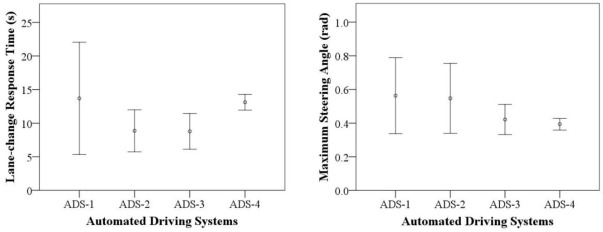 Lane-change Response Time (s)
25
20
15
10
5
0
ADS-1 ADS-2 ADS-3 ADS-4
Automated Driving Systems
Maximum Steering Angle (rad)
1.0
0.8
0.6
0.4
0.2
0.0
ADS-1 ADS-2 ADS-3 ADS-4
Automated Driving Systems